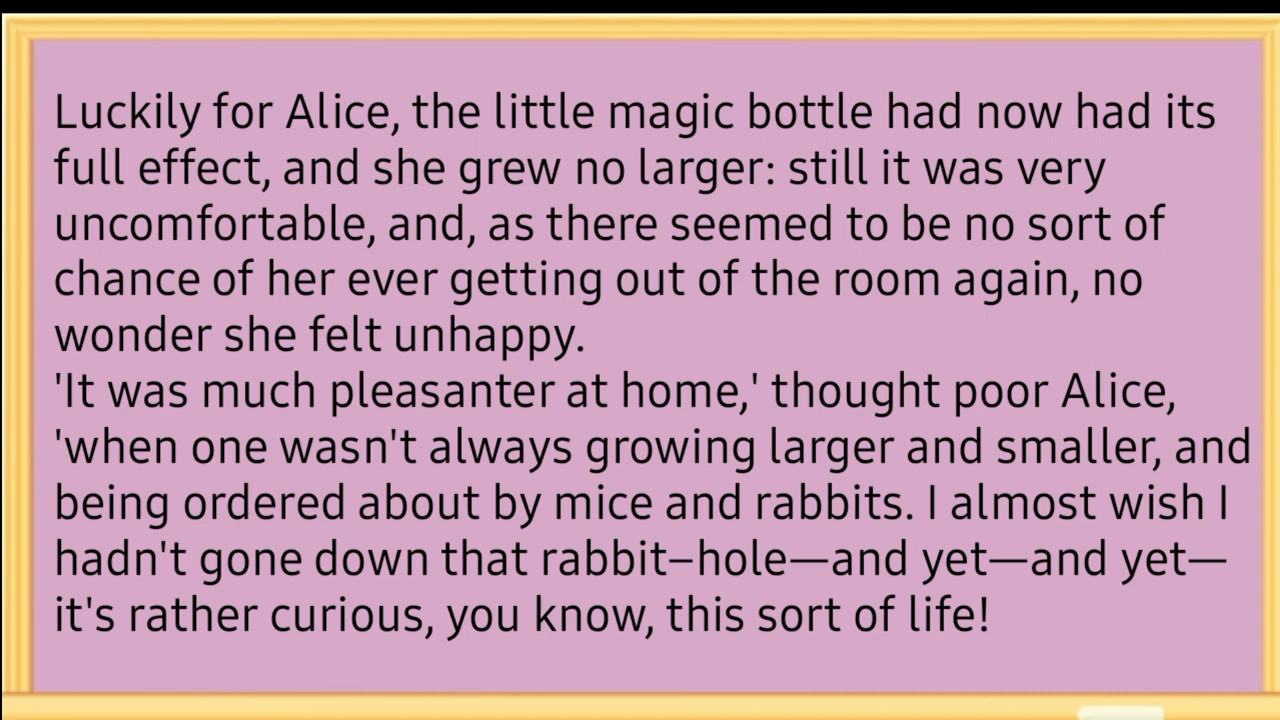 Luckily for Alice, the little magic bottle had now had its
full effect, and she grew no larger: still it was very
uncomfortable, and, as there seemed to be no sort of
chance of her ever getting out of the room again, no
wonder she felt unhappy.
'It was much pleasanter at home,' thought poor Alice,
'when one wasn't always growing larger and smaller, and
being ordered about by mice and rabbits. I almost wish I
hadn't gone down that rabbit–hole—and yet—and yet—
it's rather curious, you know, this sort of life!